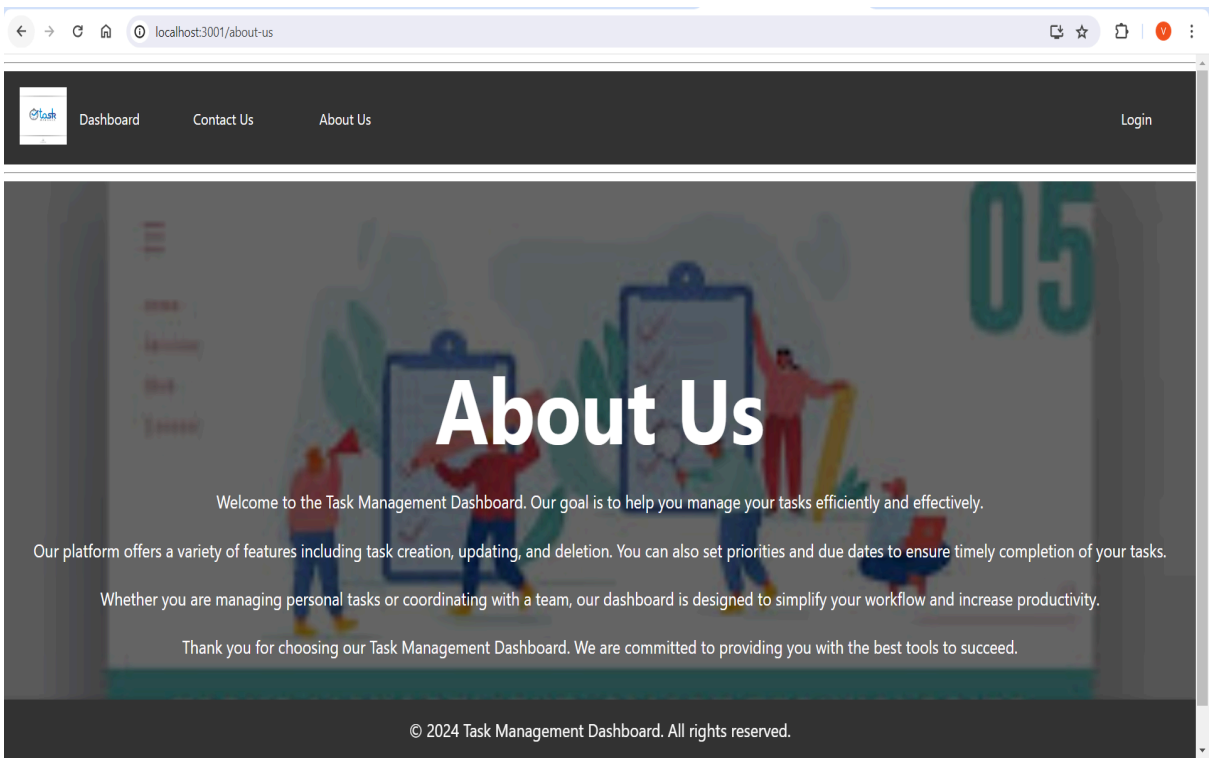 localhost:3001/about-us
task
Dashboard
Contact Us
About Us
Login
05
About Us
Welcome to the Task Management Dashboard. Our goal is to help you manage your tasks efficiently and effectively.
Our platform offers a variety of features including task creation, updating, and deletion. You can also set priorities and due dates to ensure timely completion of your tasks.
Whether you are managing personal tasks or coordinating with a team, our dashboard is designed to simplify your workflow and increase productivity.
Thank you for choosing our Task Management Dashboard. We are committed to providing you with the best tools to succeed.
© 2024 Task Management Dashboard. All rights reserved.